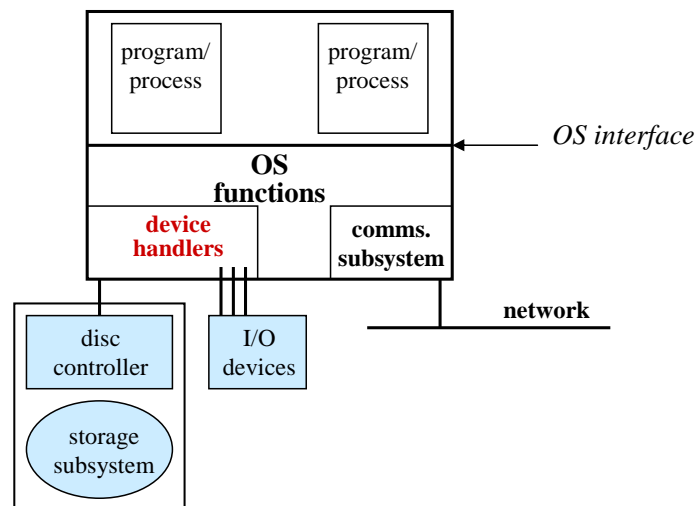 program/
process
program/
process
OS interface
OS
functions
device
handlers
comms.
subsystem
network
disc
controller
I/O
devices
storage
subsystem